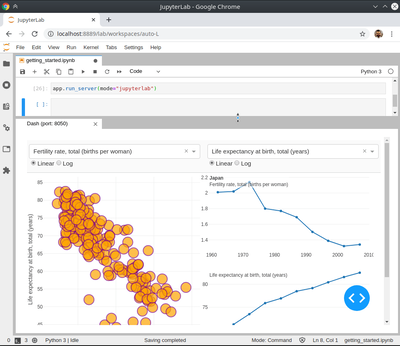 JupyterLab - Google Chrome
JupyterLab
localhost:8889/lab/workspaces/auto-L
File Edit View Run Kernel Tabs Settings Help
getting_started.ipynb
Code
Python 3
[26]: app.run_server(mode="jupyterlab")
[ ]:
Dash (port: 8050)
Fertility rate, total (births per woman)
Life expectancy at birth, total (years)
Linear Log
Linear Log
Life expectancy at birth, total (years)
85
80
75
70
65
60
55
50
45
2.2
2
1.8
1.6
1.4
Japan
Fertility rate, total (births per woman)
1960 1970 1980 1990 2000
Life expectancy at birth, total (years)
80
75
0 3 Python 3 | Idle Saving completed Mode: Command Ln 8, Col 1 getting_started.ipynb